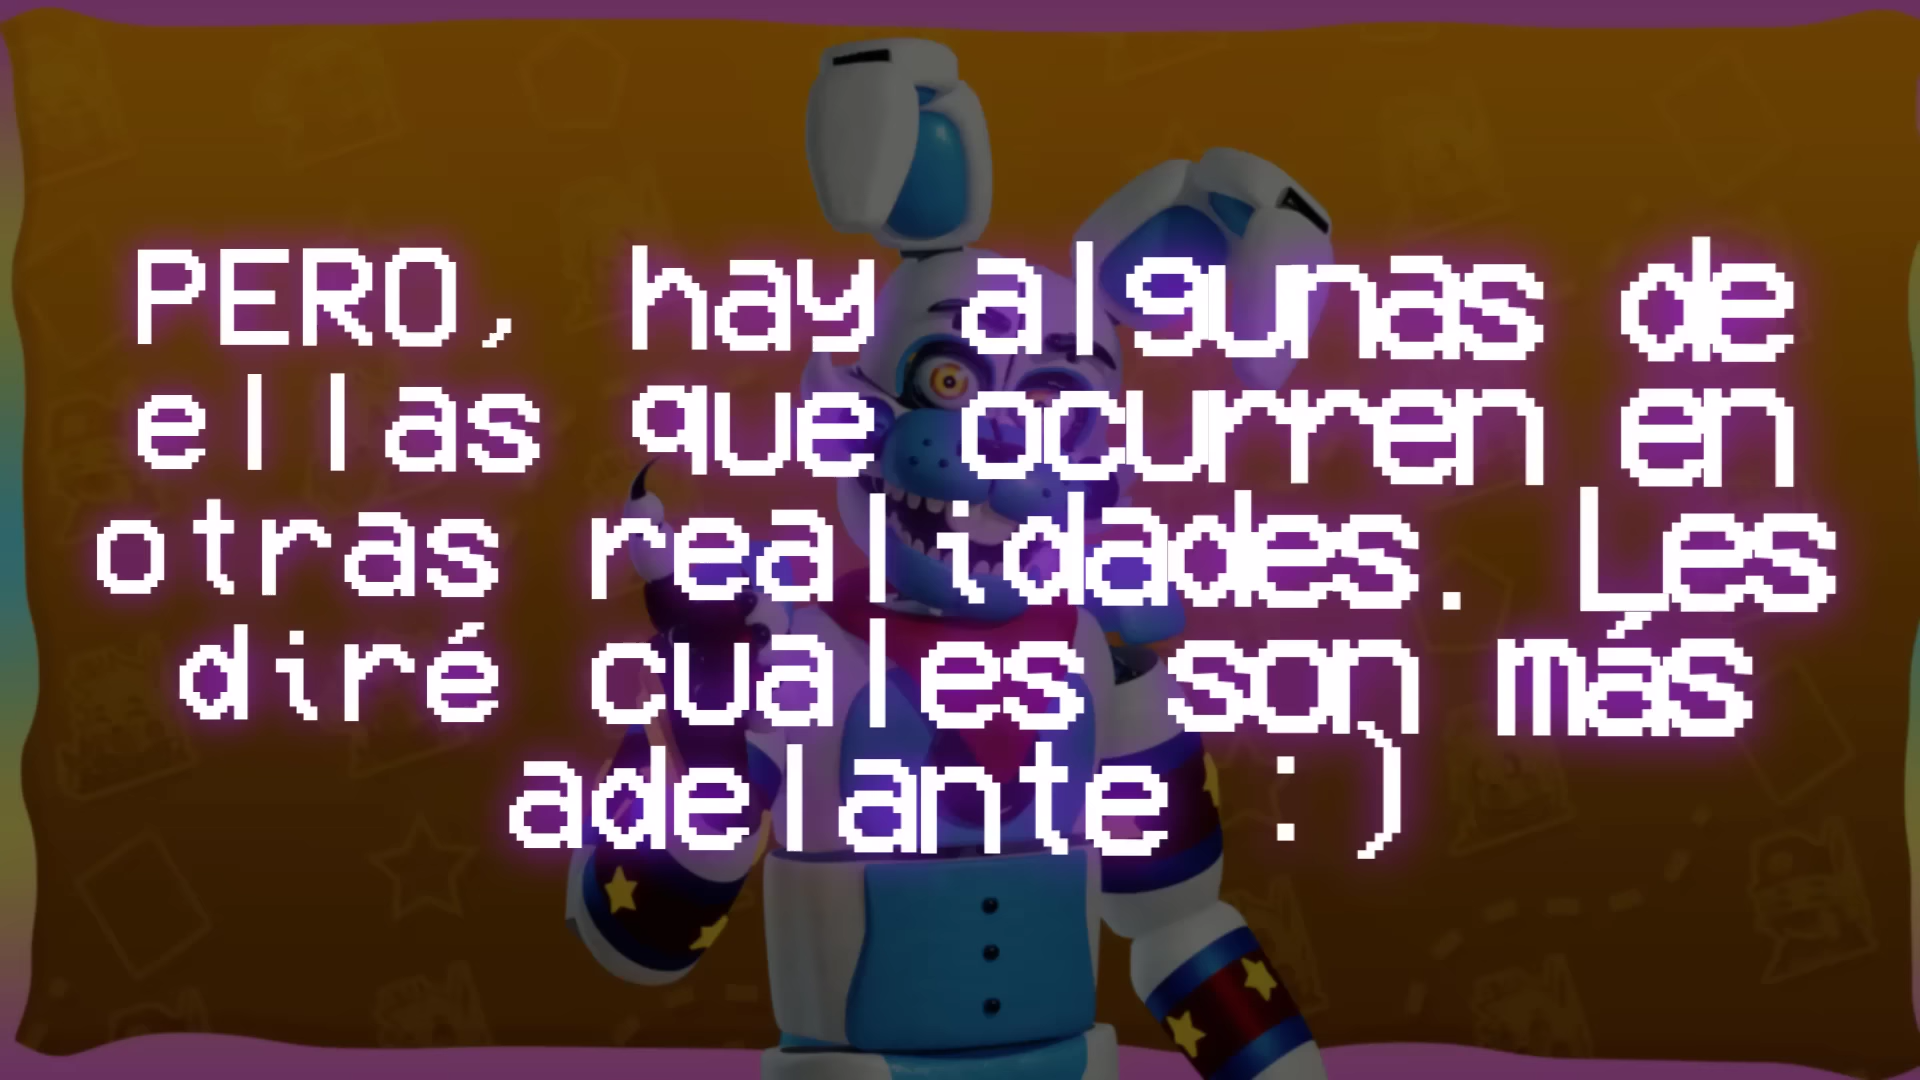 PERO, hay algunas de
ellas que ocurren en
otras realidades. Les
diré cuales son más
adelante :)